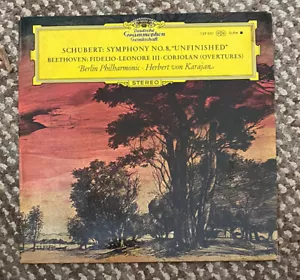 Deutsche
Grammophon
Gesellschaft
SCHUBERT: SYMPHONY NO. 8, "UNFINISHED"
BEETHOVEN: FIDELIO · LEONORE III · CORIOLAN (OVERTURES)
Berlin Philharmonic · Herbert von Karajan
STEREO